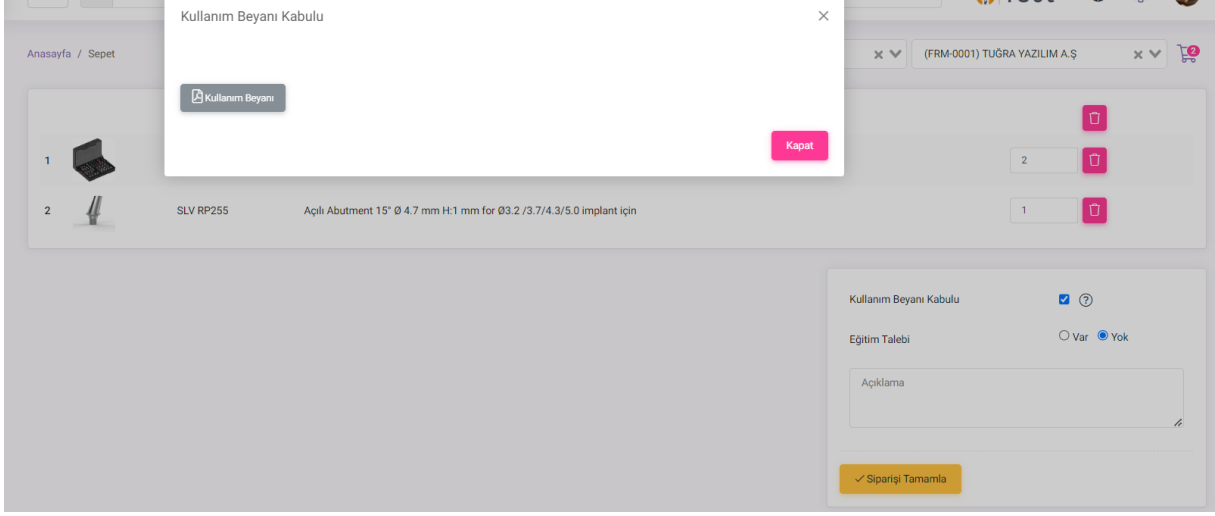 Kullanım Beyanı Kabulu
Anasayfa / Sepet
(FRM-0001) TUĞRA YAZILIM A.Ş
2
Kullanım Beyanı
Kapat
1
2
2 SLV RP255 Açılı Abutment 15° Ø 4.7 mm H:1 mm for Ø3.2 /3.7/4.3/5.0 implant için 1
Kullanım Beyanı Kabulu ?
Eğitim Talebi Var Yok
Açıklama
Siparişi Tamamla